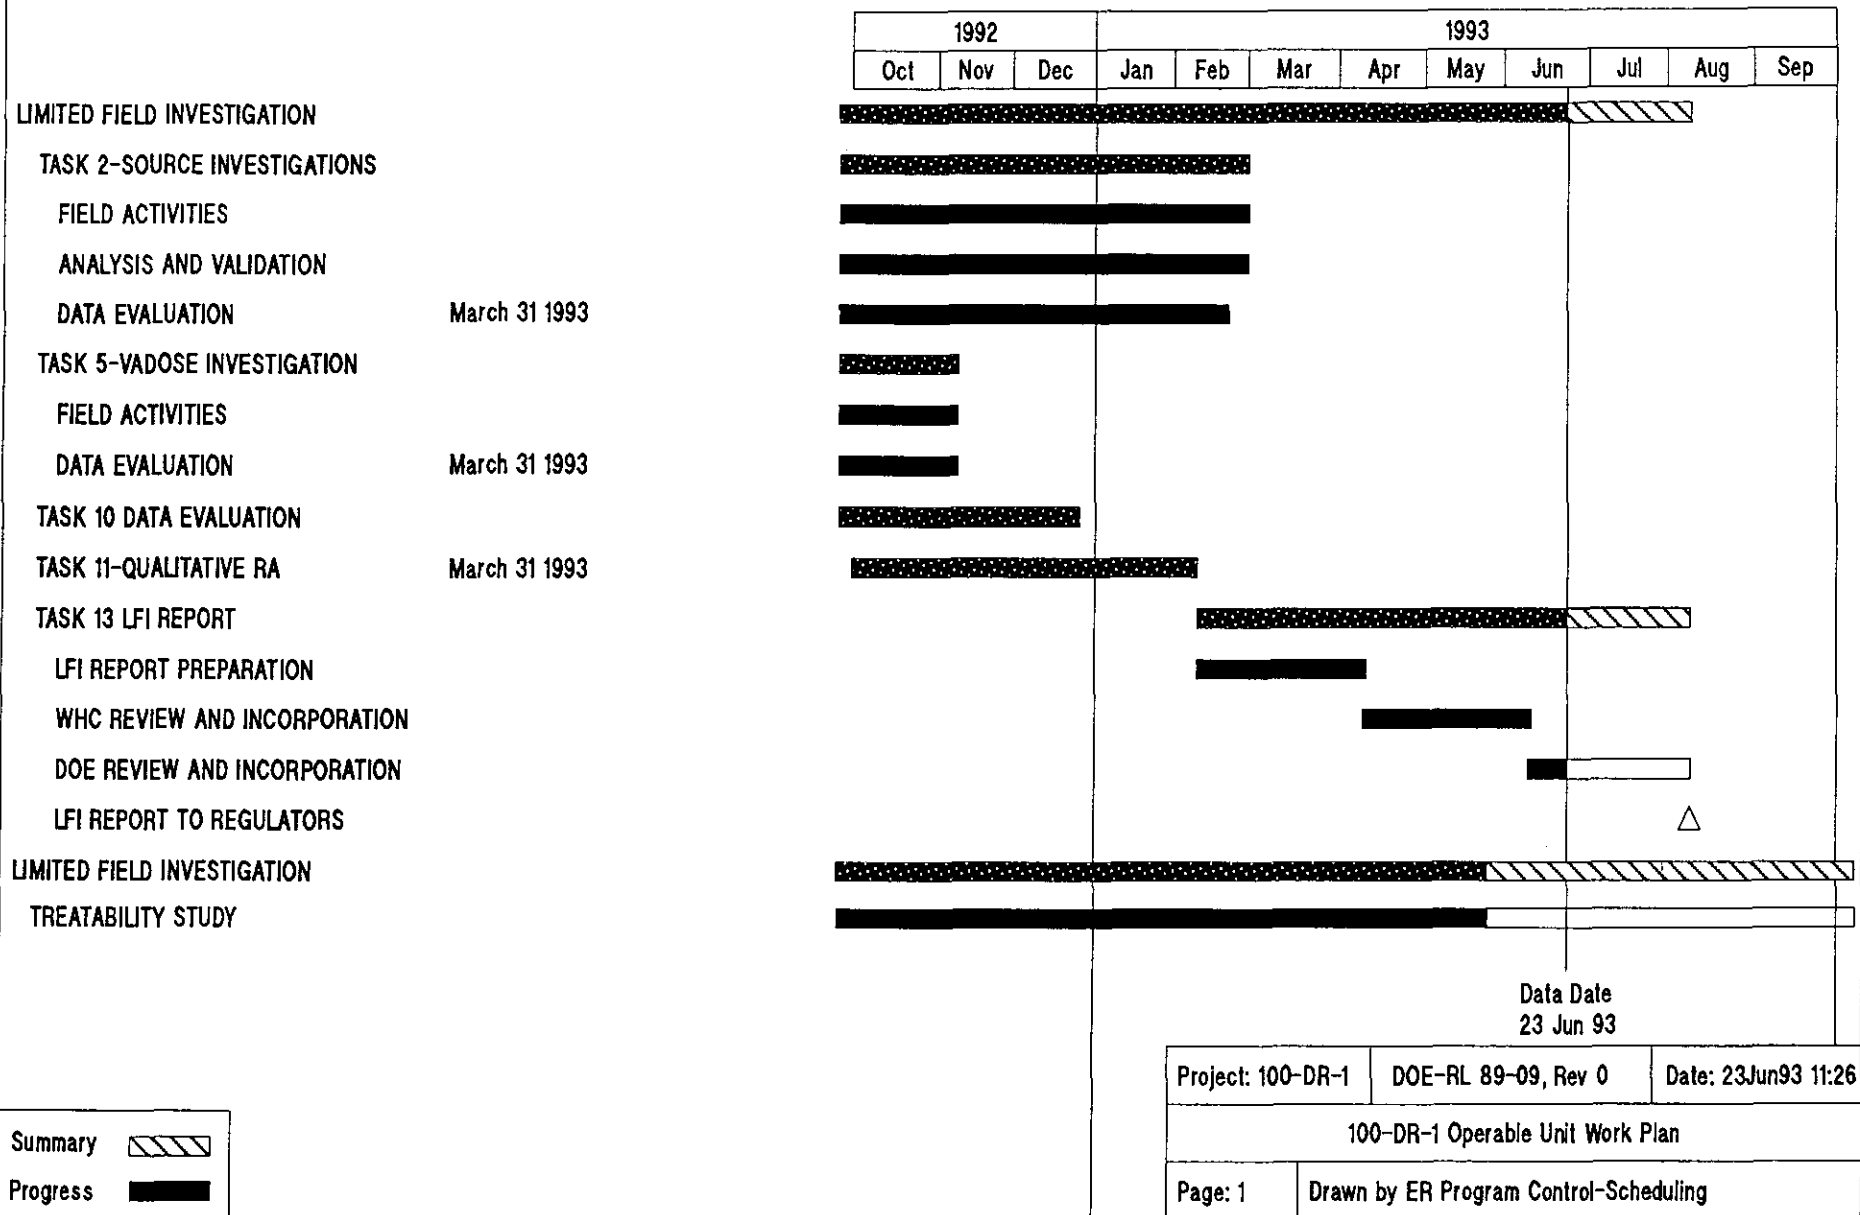 1992 1993
Oct Nov Dec Jan Feb Mar Apr May Jun Jul Aug Sep
LIMITED FIELD INVESTIGATION
TASK 2-SOURCE INVESTIGATIONS
FIELD ACTIVITIES
ANALYSIS AND VALIDATION
DATA EVALUATION March 31 1993
TASK 5-VADOSE INVESTIGATION
FIELD ACTIVITIES
DATA EVALUATION March 31 1993
TASK 10 DATA EVALUATION
TASK 11-QUALITATIVE RA March 31 1993
TASK 13 LFI REPORT
LFI REPORT PREPARATION
WHC REVIEW AND INCORPORATION
DOE REVIEW AND INCORPORATION
LFI REPORT TO REGULATORS
LIMITED FIELD INVESTIGATION
TREATABILITY STUDY
Data Date
23 Jun 93
Project: 100-DR-1 DOE-RL 89-09, Rev 0 Date: 23Jun93 11:26
100-DR-1 Operable Unit Work Plan
Page: 1 Drawn by ER Program Control-Scheduling
Summary
Progress